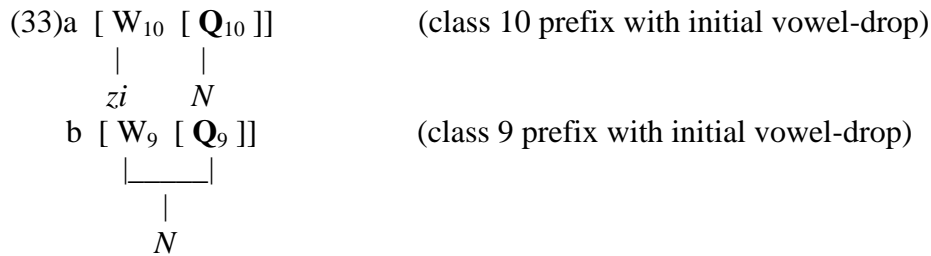 (33)a [ W₁₀ [ Q₁₀ ]] (class 10 prefix with initial vowel-drop)
| |
zi N
b [ W₉ [ Q₉ ]] (class 9 prefix with initial vowel-drop)
|_____|
|
N